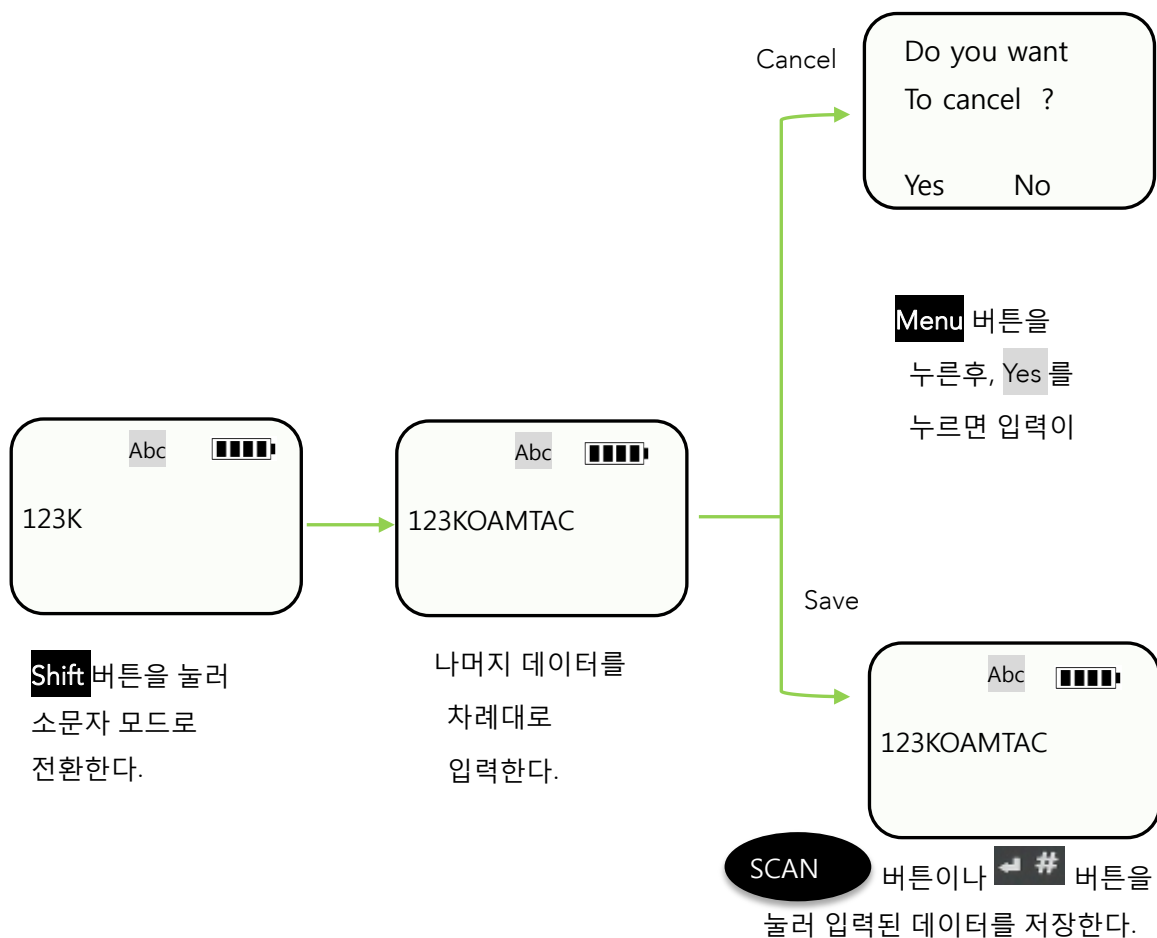 Cancel
Do you want
To cancel ?
Yes No
Menu 버튼을
누른후, Yes 를
누르면 입력이
Abc
123K
Shift 버튼을 눌러
소문자 모드로
전환한다.
Abc
123KOAMTAC
나머지 데이터를
차례대로
입력한다.
Save
Abc
123KOAMTAC
SCAN 버튼이나 # 버튼을
눌러 입력된 데이터를 저장한다.